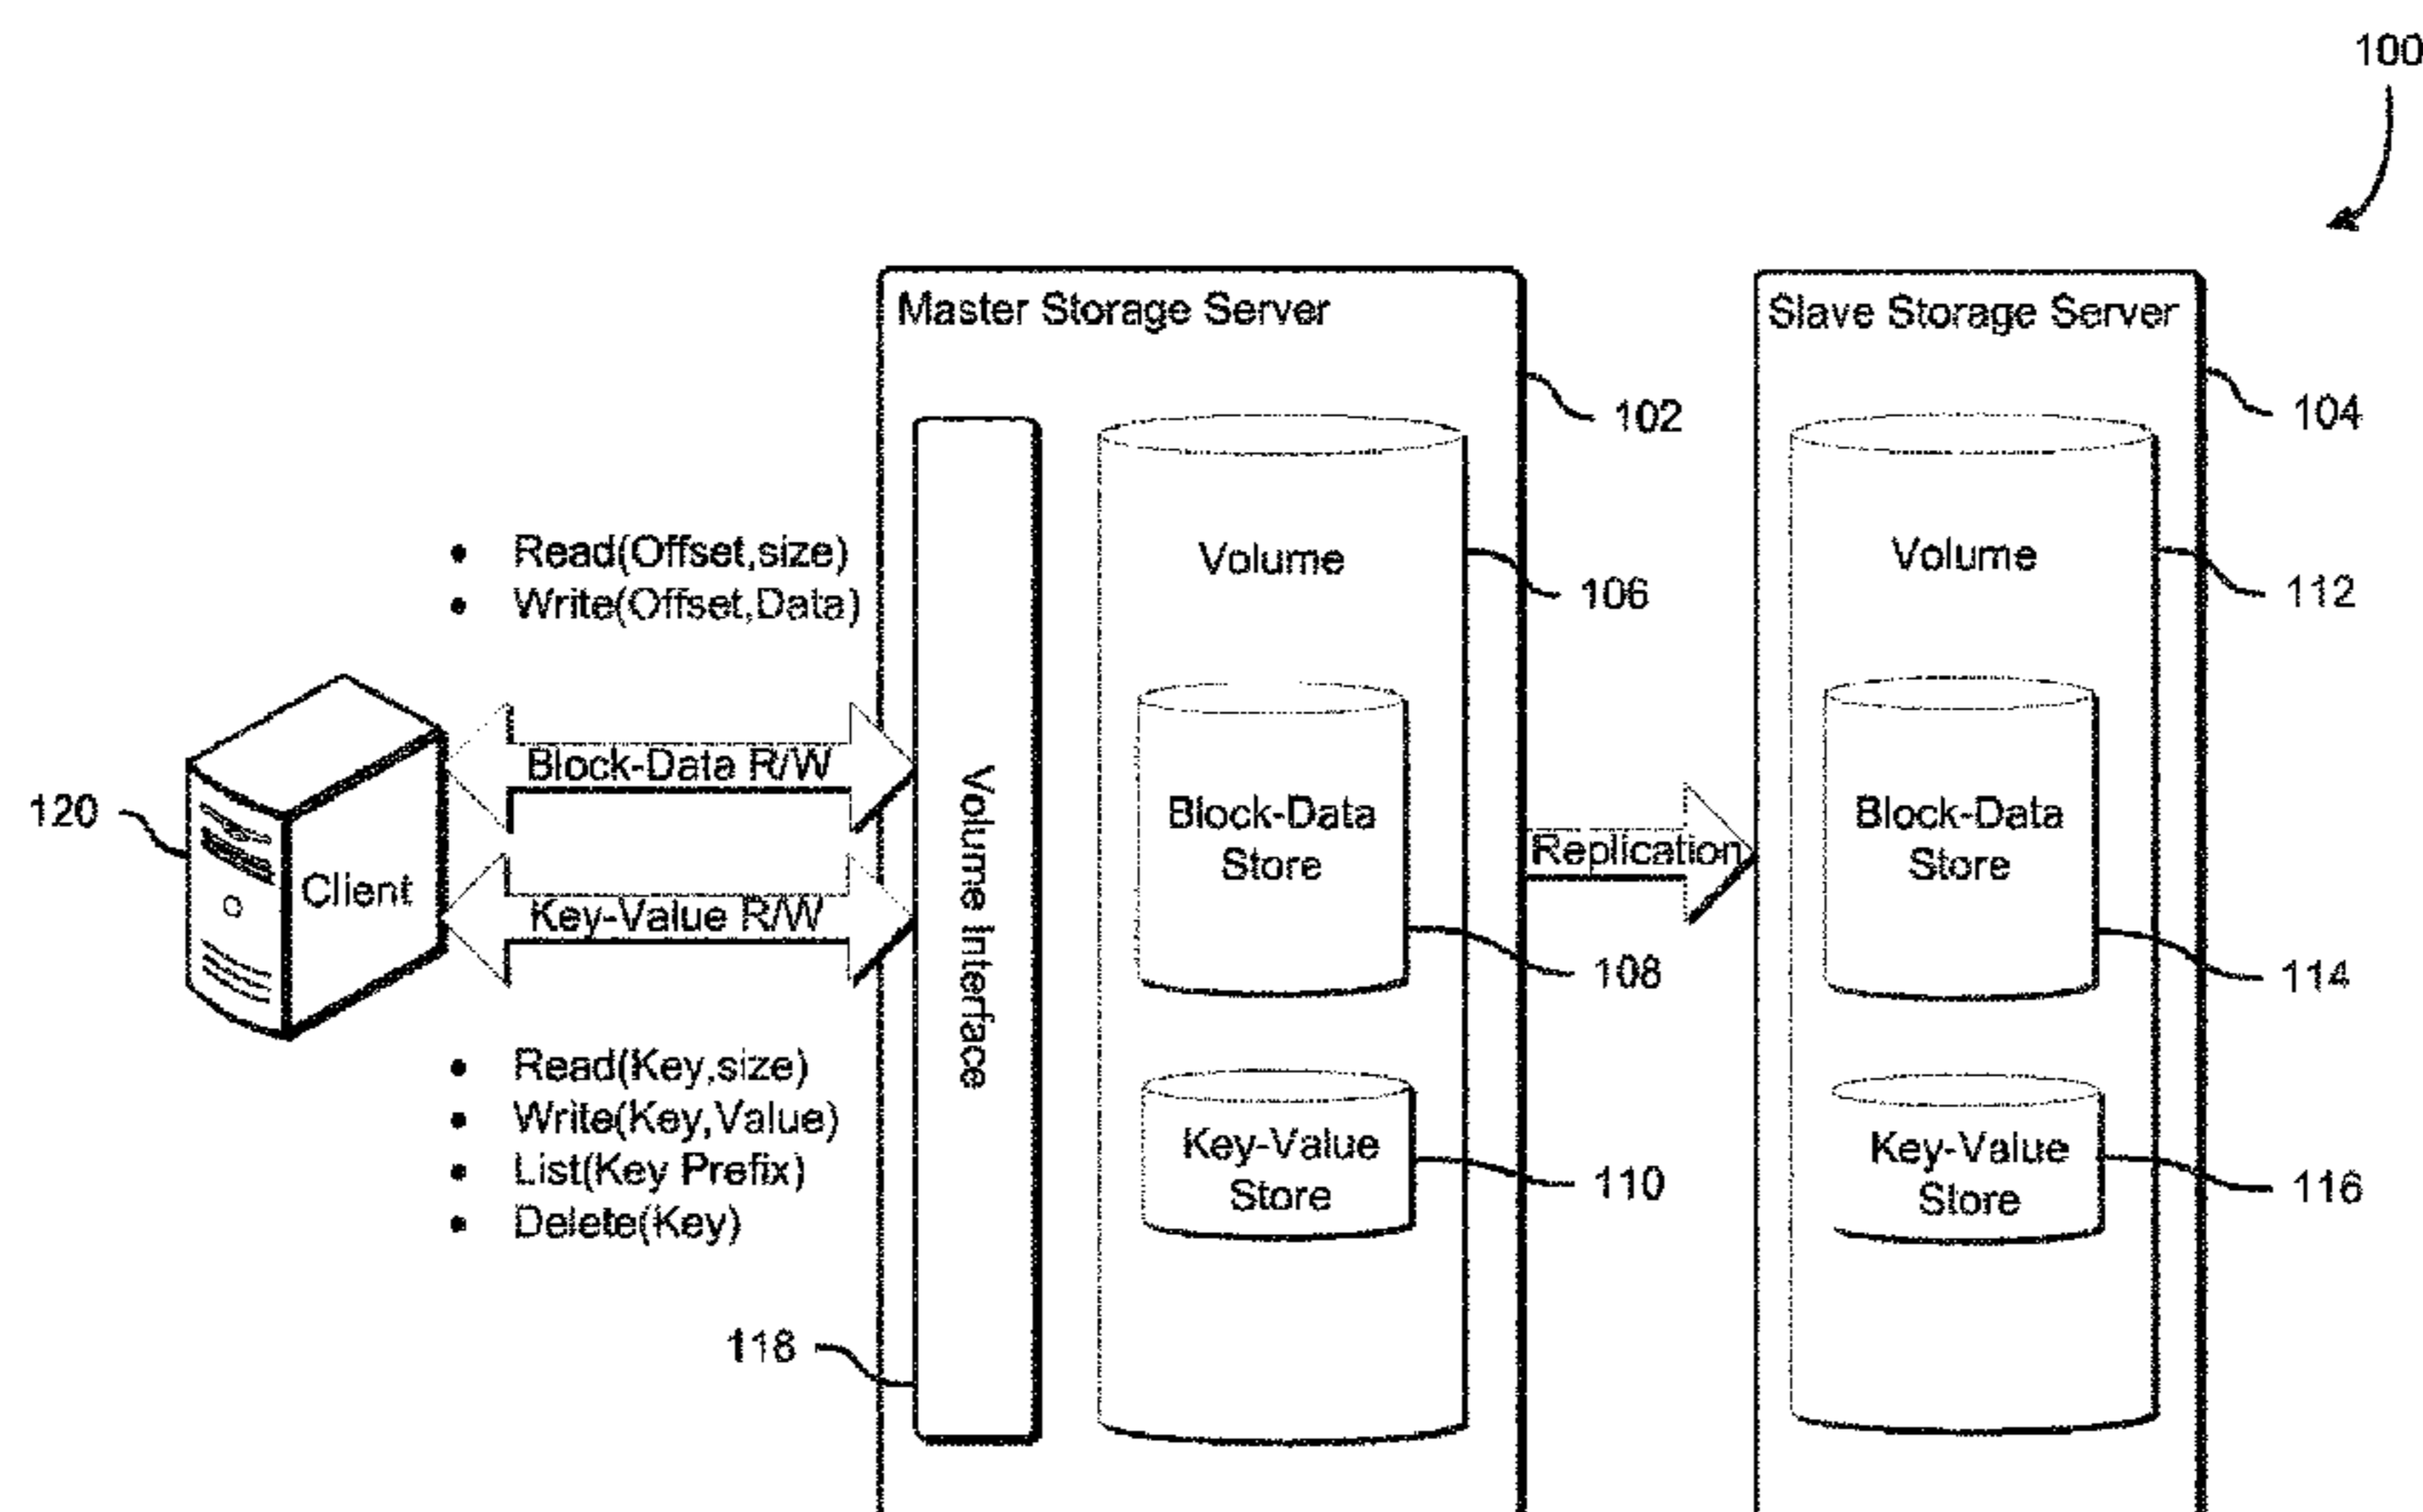 100
Master Storage Server
Slave Storage Server
102
104
• Read(Offset,size)
• Write(Offset,Data)
Volume
106
Volume
112
Block-Data R/W
120
Client
Key-Value R/W
Volume Interface
Block-Data
Store
108
Replication
Block-Data
Store
114
• Read(Key,size)
• Write(Key,Value)
• List(Key Prefix)
• Delete(Key)
Key-Value
Store
110
Key-Value
Store
116
118